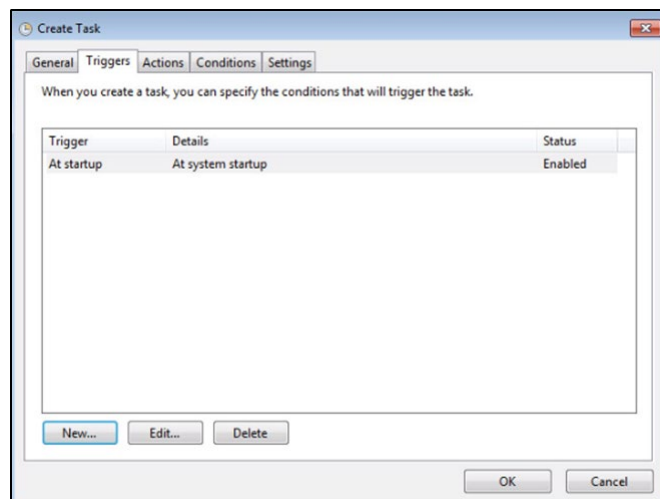 Create Task
General Triggers Actions Conditions Settings
When you create a task, you can specify the conditions that will trigger the task.
Trigger Details Status
At startup At system startup Enabled
New... Edit... Delete
OK Cancel